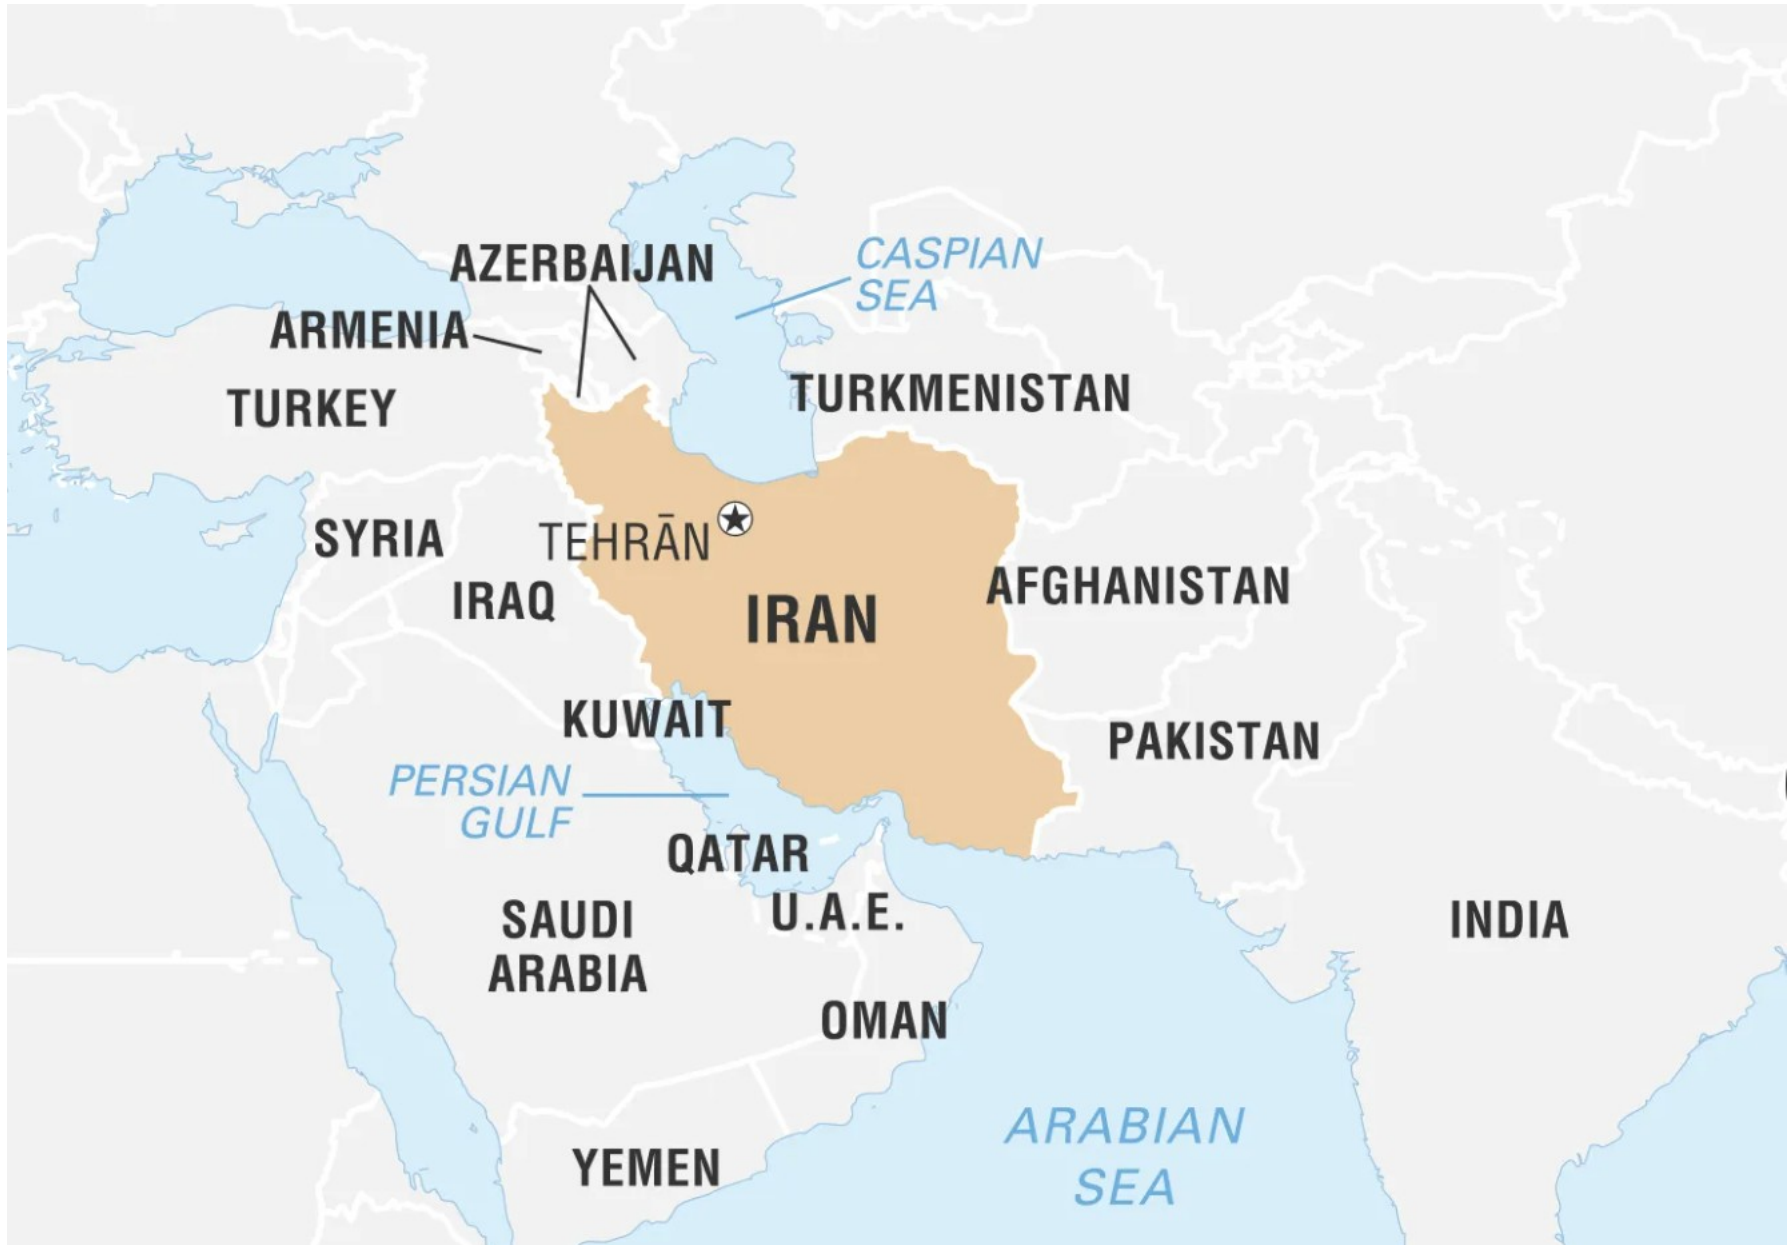 AZERBAIJAN
CASPIAN
SEA
ARMENIA
TURKEY
TURKMENISTAN
SYRIA
TEHRĀN
IRAQ
IRAN
AFGHANISTAN
KUWAIT
PAKISTAN
PERSIAN
GULF
QATAR
U.A.E.
SAUDI
ARABIA
INDIA
OMAN
ARABIAN
SEA
YEMEN